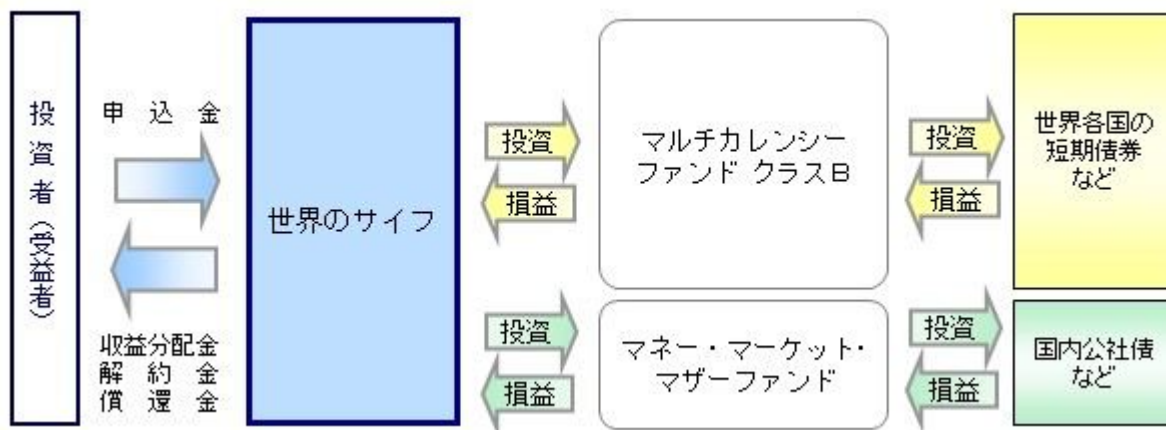 投資者（受益者）
申込金
収益分配金
解約金
償還金
世界のサイフ
投資
損益
マルチカレンシー
ファンド クラスB
投資
損益
世界各国の
短期債券
など
投資
損益
マネー・マーケット・
マザーファンド
投資
損益
国内公社債
など